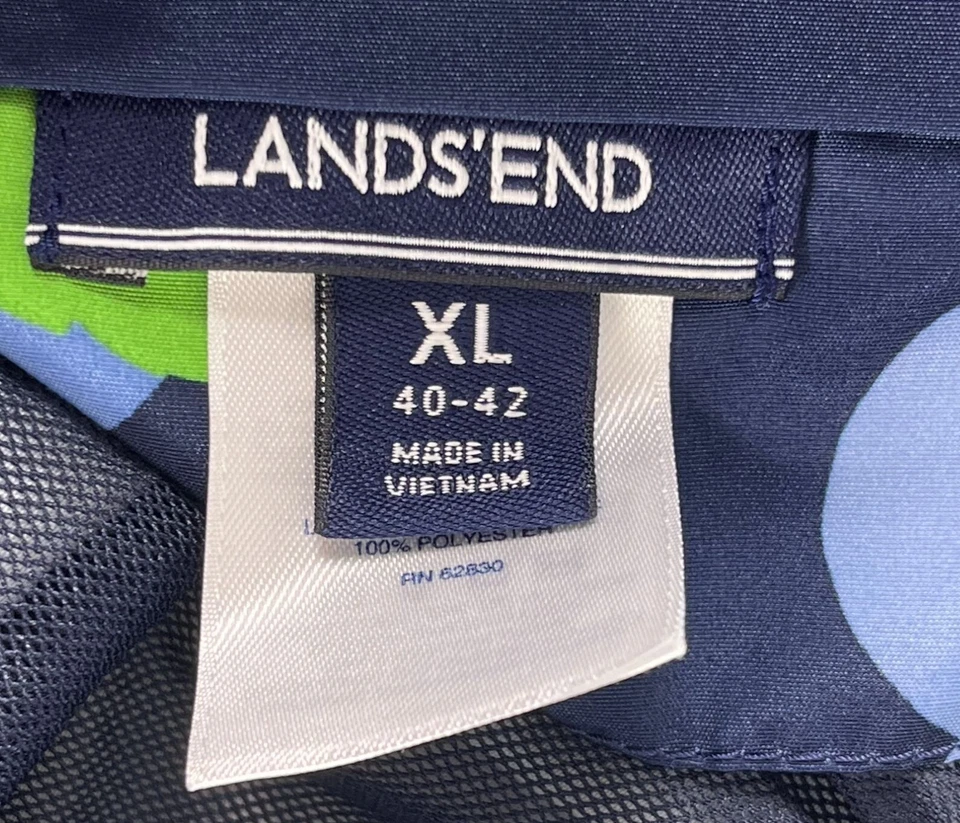 LANDS'END
XL
40-42
MADE IN
VIETNAM
100% POLYESTER
RN 62830